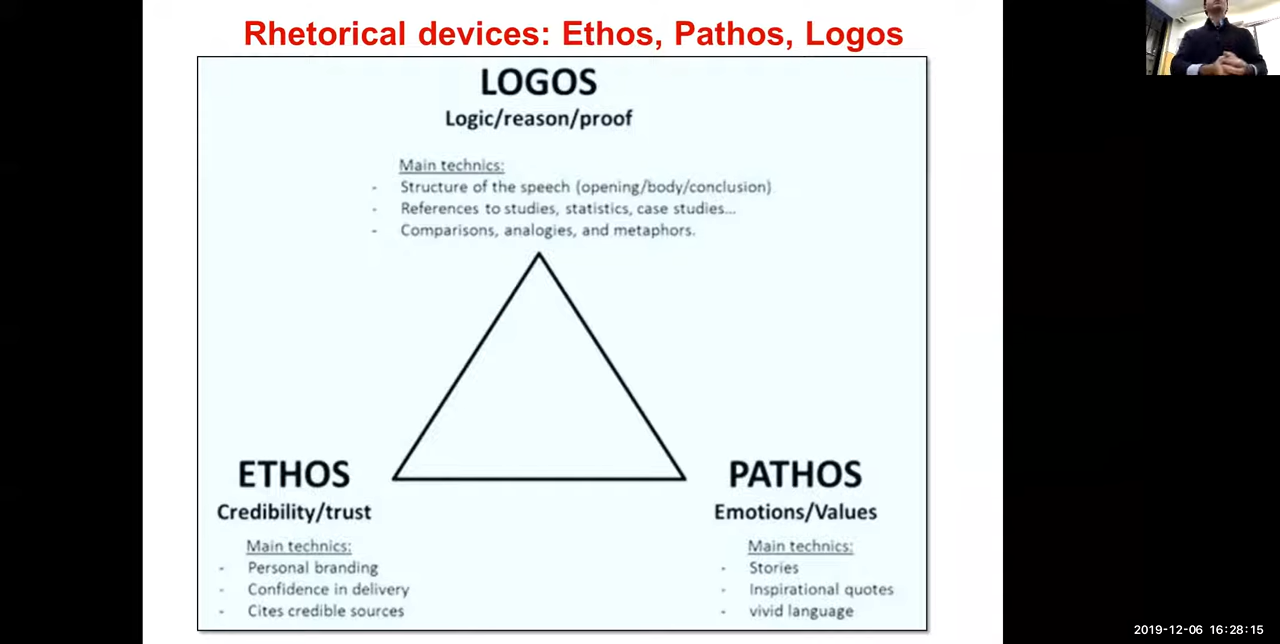 Rhetorical devices: Ethos, Pathos, Logos
LOGOS
Logic/reason/proof
Main technics:
- Structure of the speech (opening/body/conclusion)
- References to studies, statistics, case studies...
- Comparisons, analogies, and metaphors.
ETHOS
Credibility/trust
Main technics:
- Personal branding
- Confidence in delivery
- Cites credible sources
PATHOS
Emotions/Values
Main technics:
- Stories
- Inspirational quotes
- vivid language
2019-12-06 16:28:15